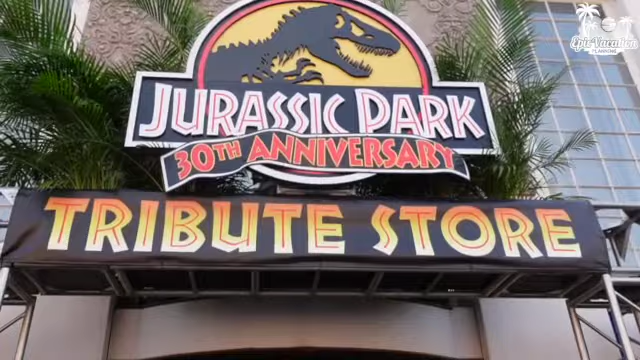 Epic Vacation
JURASSIC PARK
30TH ANNIVERSARY
TRIBUTE STORE